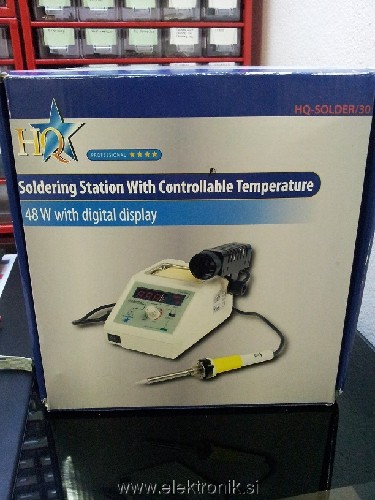 HQ-SOLDER/30
HQ
PROFESSIONAL ★★★★
Soldering Station With Controllable Temperature
48 W with digital display
www.elektronik.si